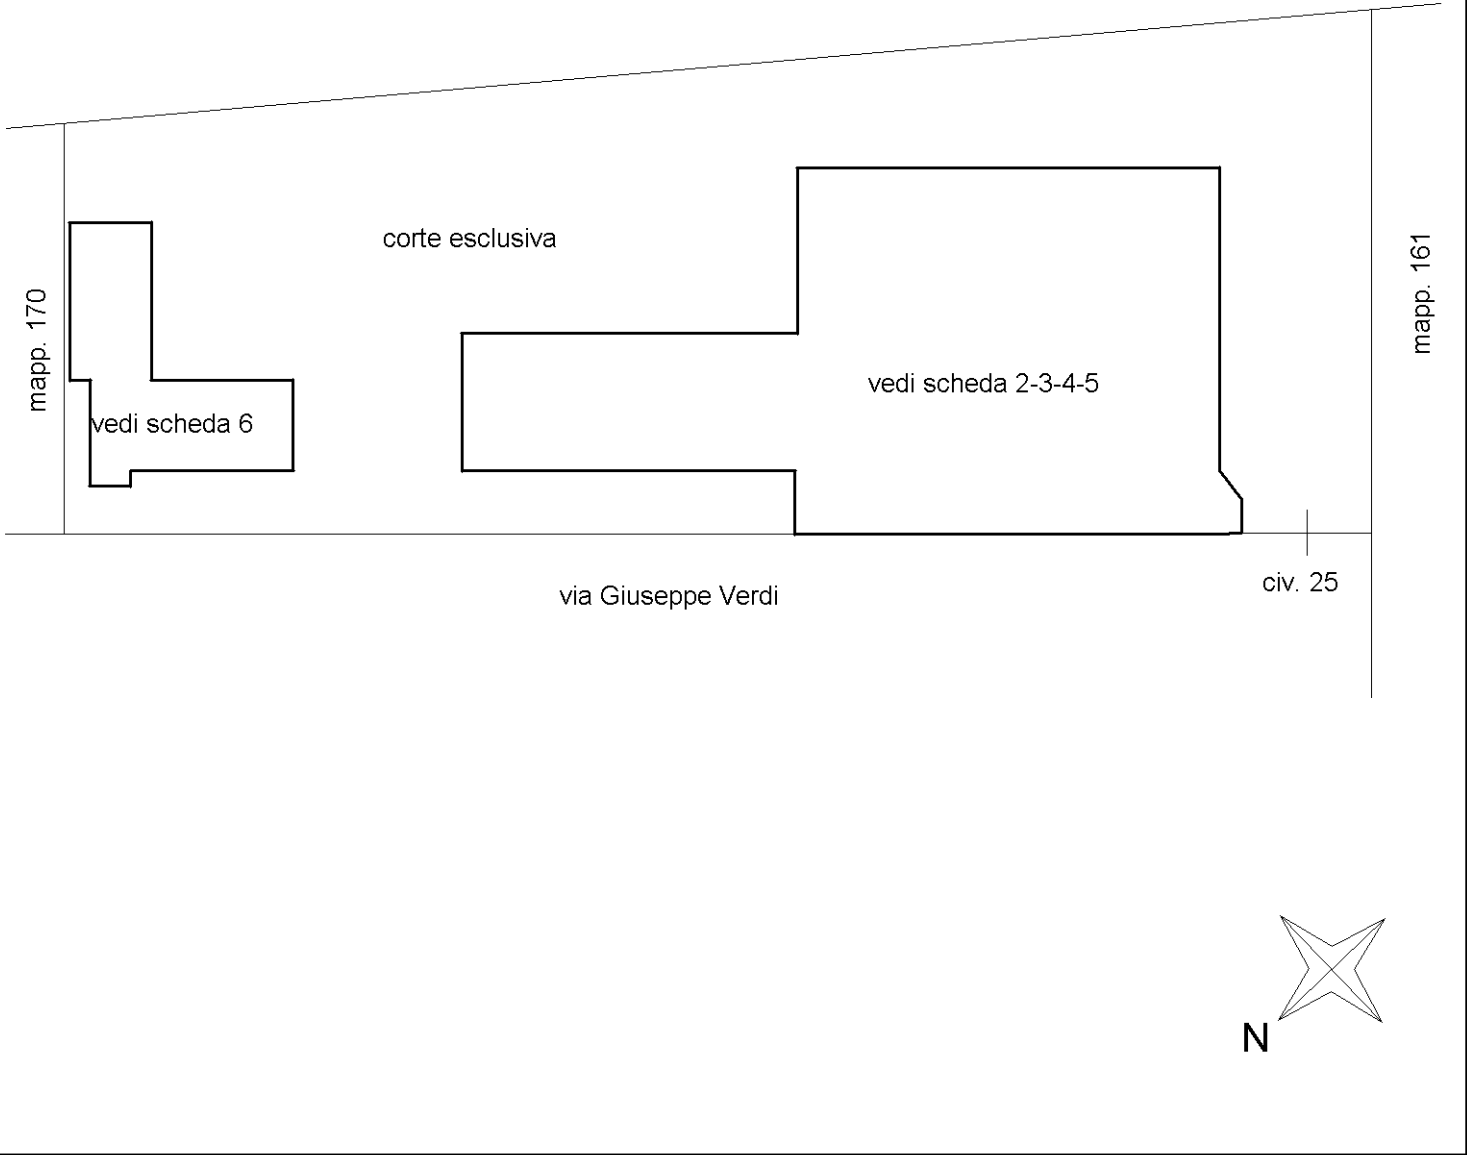 corte esclusiva
mapp. 170
mapp. 161
vedi scheda 2-3-4-5
vedi scheda 6
civ. 25
via Giuseppe Verdi
N